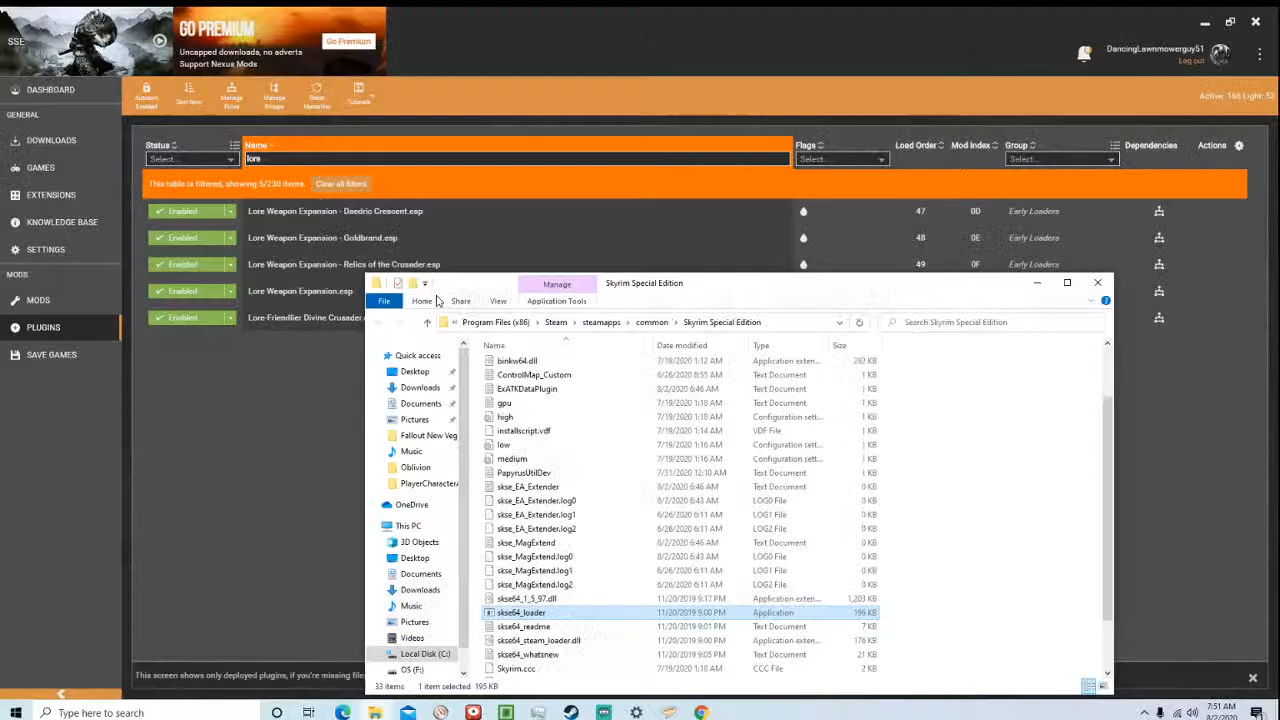 SSE
GO PREMIUM
Uncapped downloads, no adverts
Support Nexus Mods
Go Premium
DancingLawnmowerguy51
Log out
Active: 168 Light: 53
Sort Now
Manage Rules
Manage Groups
Tutorials
DASHBOARD
GENERAL
DOWNLOADS
GAMES
EXTENSIONS
KNOWLEDGE BASE
SETTINGS
MODS
MODS
PLUGINS
SAVE GAMES
Status Name Flags Load Order Mod Index Group Dependencies Actions
Select... lore Select... Select...
This table is filtered, showing 5/230 items. Clear all filters
Enabled Lore Weapon Expansion - Daedric Crescent.esp 47 0D Early Loaders
Enabled Lore Weapon Expansion - Goldbrand.esp 48 0E Early Loaders
Enabled Lore Weapon Expansion - Relics of the Crusader.esp 49 0F Early Loaders
Enabled Lore Weapon Expansion.esp
Enabled Lore-Friendlier Divine Crusader
This screen shows only deployed plugins, if you're missing files
Manage Skyrim Special Edition
File Home Share View Application Tools
« Program Files (x86) > Steam > steamapps > common > Skyrim Special Edition
Search Skyrim Special Edition
Quick access
Desktop
Downloads
Documents
Pictures
Fallout New Veg
Music
Oblivion
PlayerCharacter
OneDrive
This PC
3D Objects
Desktop
Documents
Downloads
Music
Pictures
Videos
Local Disk (C:)
OS (F:)
Name Date modified Type Size
binkw64.dll 7/19/2020 1:12 AM Application exten... 292 KB
ControlMap_Custom 6/26/2020 8:55 AM Text Document 1 KB
ExATKDataPlugin 8/2/2020 6:46 AM Text Document 1 KB
gpu 7/19/2020 1:18 AM Text Document 1 KB
high 7/19/2020 1:16 AM Configuration sett... 1 KB
installscript.vdf 7/19/2020 1:14 AM VDF File 1 KB
low 7/19/2020 1:16 AM Configuration sett... 1 KB
medium 7/19/2020 1:16 AM Configuration sett... 1 KB
PapyrusUtilDev 7/31/2020 12:10 AM Text Document 1 KB
skse_EA_Extender 8/2/2020 6:46 AM Text Document 0 KB
skse_EA_Extender.log0 8/2/2020 6:43 AM LOG0 File 0 KB
skse_EA_Extender.log1 6/26/2020 6:11 AM LOG1 File 0 KB
skse_EA_Extender.log2 6/26/2020 6:11 AM LOG2 File 0 KB
skse_MagExtend 8/2/2020 6:46 AM Text Document 0 KB
skse_MagExtend.log0 8/2/2020 6:43 AM LOG0 File 0 KB
skse_MagExtend.log1 6/26/2020 6:11 AM LOG1 File 0 KB
skse_MagExtend.log2 6/26/2020 6:11 AM LOG2 File 0 KB
skse64_1_5_97.dll 11/20/2019 9:17 PM Application exten... 1,203 KB
skse64_loader 11/20/2019 9:00 PM Application 196 KB
skse64_readme 11/20/2019 9:01 PM Text Document 7 KB
skse64_steam_loader.dll 11/20/2019 9:00 PM Application exten... 176 KB
skse64_whatsnew 11/20/2019 9:05 PM Text Document 21 KB
Skyrim.ccc 7/19/2020 1:18 AM CCC File 1 KB
33 items 1 item selected 195 KB
Type here to search
7:51 AM